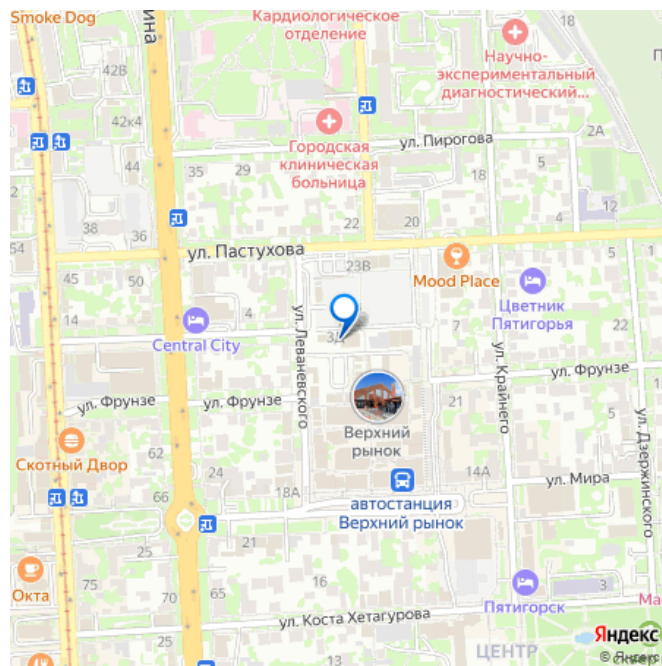 Smoke Dog
Кардиологическое
отделение
18
Научно-
экспериментальный
диагностический...
42В
42к4
44
ул. Пирогова
2А
Городская
клиническая
больница
35
29
18
5
12
38
36
22
20
54
5
ул. Пастухова
45
50
23В
Mood Place
Цветник
Пятигорья
14
4
Central City
3Д
7
22
ул. Леваневского
ул. Крайнего
ул. Фрунзе
ул. Фрунзе
ул. Фрунзе
21
Верхний
рынок
ул. Дзержинского
Скотный Двор
62
66
18А
14А
ул. Мира
автостанция
Верхний рынок
25
21
5
Окта
75
70
16
Пятигорск
3
ул. Коста Хетагурова
ЦЕНТР
Яндекс
© Яндекс
сквер